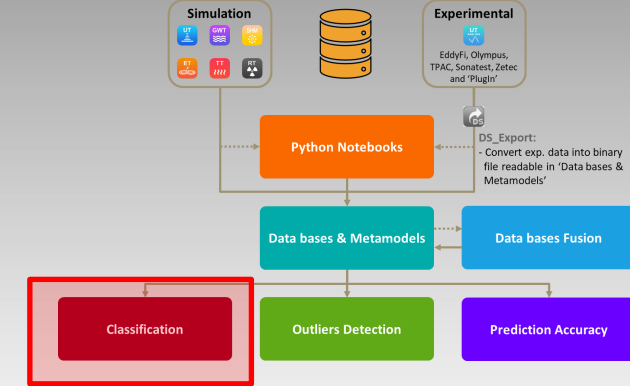 Simulation
UT
GWT
SHM
ET
TT
RT
Experimental
UT
EddyFi, Olympus,
TPAC, Sonatest, Zetec
and ‘PlugIn’
DS
DS_Export:
- Convert exp. data into binary
file readable in ‘Data bases &
Metamodels’
Python Notebooks
Data bases & Metamodels
Data bases Fusion
Classification
Outliers Detection
Prediction Accuracy